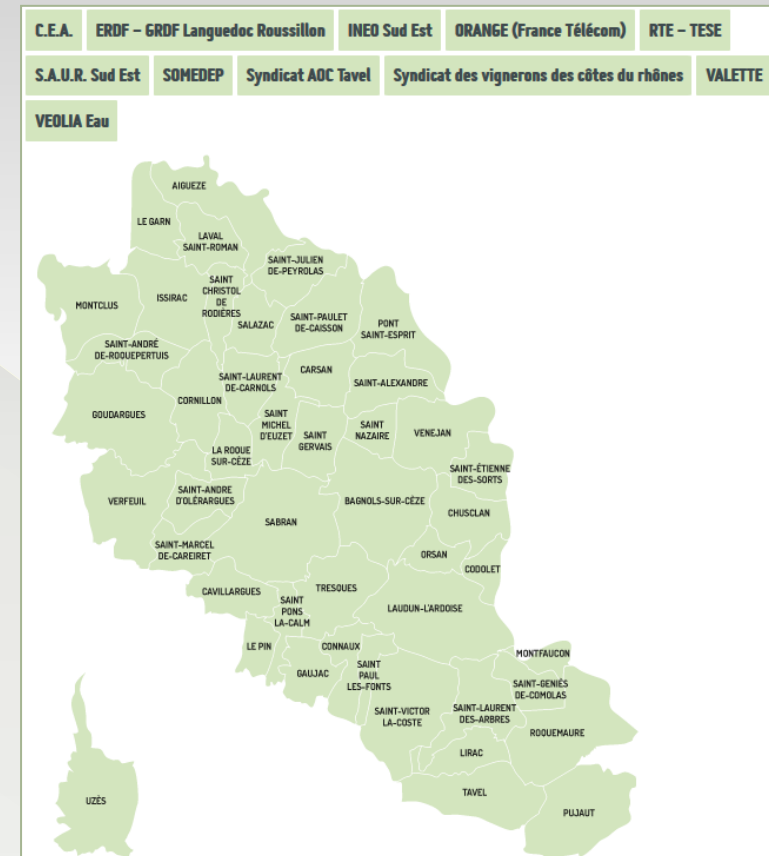 C.E.A. ERDF – GRDF Languedoc Roussillon INEO Sud Est ORANGE (France Télécom) RTE – TESE
S.A.U.R. Sud Est SOMEDEP Syndicat AOC Tavel Syndicat des vignerons des côtes du rhônes VALETTE
VEOLIA Eau
AIGUEZE
LE GARN
LAVAL
SAINT-ROMAN
SAINT-JULIEN
DE-PEYROLAS
MONTCLUS
ISSIRAC
SAINT
CHRISTOL
DE
RODIÈRES
SALAZAC
SAINT-PAULET
DE-CAISSON
PONT
SAINT-ESPRIT
SAINT-ANDRÉ
DE-ROQUEPERTUIS
SAINT-LAURENT
DE-CARNOLS
CARSAN
SAINT-ALEXANDRE
GOUDARGUES
CORNILLON
SAINT
MICHEL
D'EUZET
SAINT
GERVAIS
SAINT
NAZAIRE
VENEJAN
LA ROQUE
SUR-CÈZE
SAINT-ÉTIENNE
DES-SORTS
VERFEUIL
SAINT-ANDRE
D'OLÉRARGUES
SABRAN
BAGNOLS-SUR-CÈZE
CHUSCLAN
SAINT-MARCEL
DE-CAREIRET
ORSAN
CODOLET
CAVILLARGUES
SAINT
PONS
LA-CALM
TRESQUES
LAUDUN-L'ARDOISE
LE PIN
CONNAUX
MONTFAUCON
GAUJAC
SAINT
PAUL
LES-FONTS
SAINT-GENIÈS
DE-COMOLAS
SAINT-VICTOR
LA-COSTE
SAINT-LAURENT
DES-ARBRES
ROQUEMAURE
LIRAC
TAVEL
UZÈS
PUJAUT